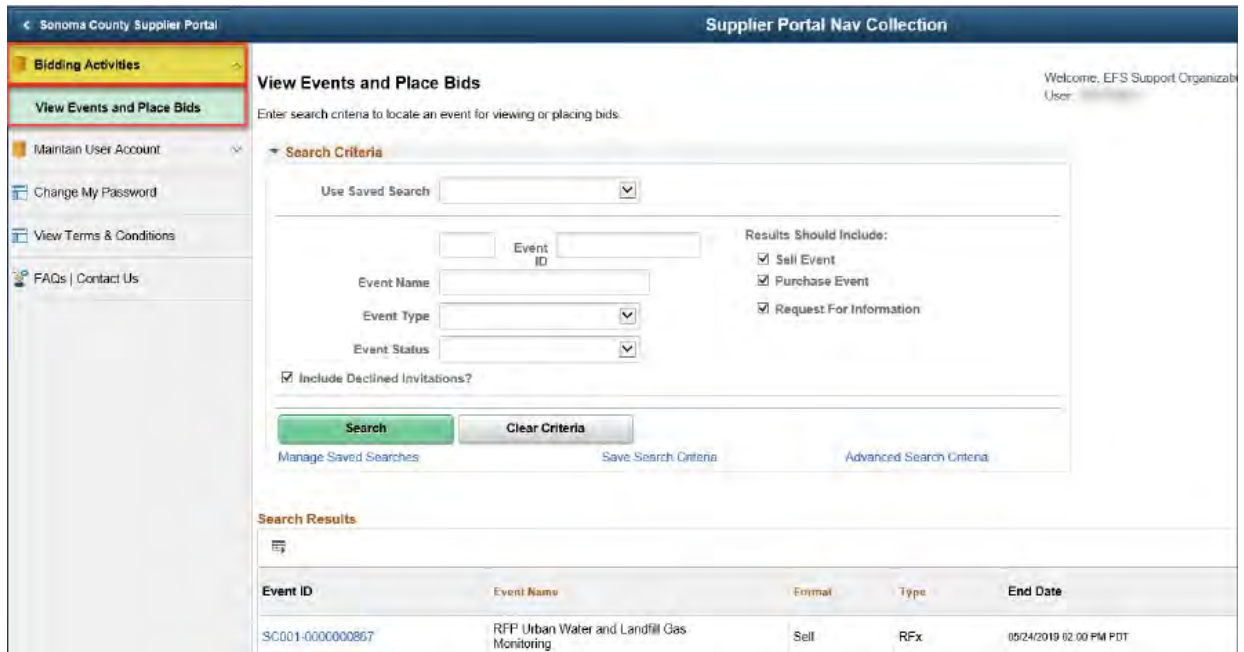 Sonoma County Supplier Portal
Supplier Portal Nav Collection
Bidding Activities
View Events and Place Bids
Maintain User Account
Change My Password
View Terms & Conditions
FAQs | Contact Us
View Events and Place Bids
Welcome, EFS Support Organizat
User:
Enter search criteria to locate an event for viewing or placing bids.
Search Criteria
Use Saved Search
Event ID
Results Should Include:
Sell Event
Event Name
Purchase Event
Event Type
Request For Information
Event Status
Include Declined Invitations?
Search Clear Criteria
Manage Saved Searches Save Search Criteria Advanced Search Criteria
Search Results
Event ID Event Name Format Type End Date
SC001-0000000867 RFP Urban Water and Landfill Gas Monitoring Sell RFx 05/24/2019 02:00 PM PDT